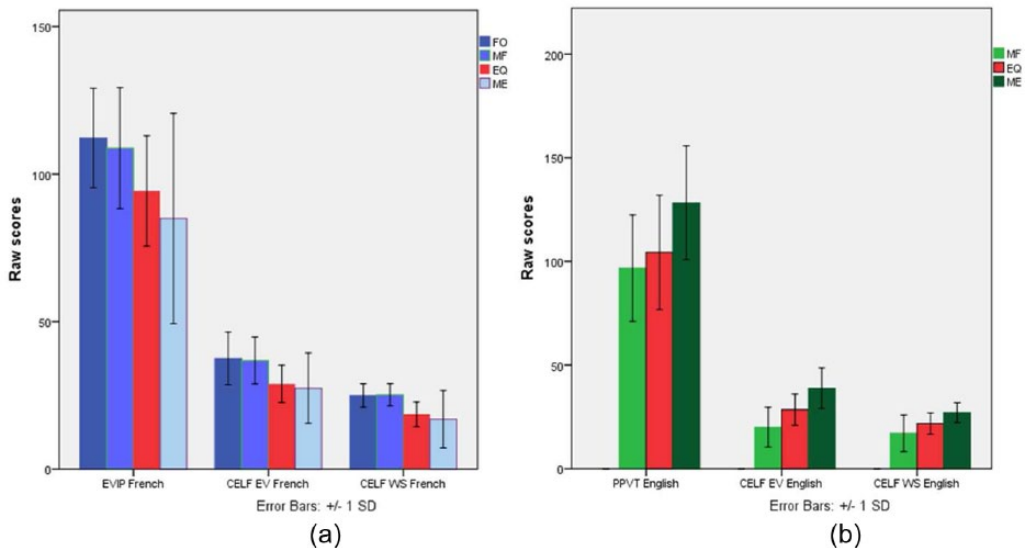 150
100
50
0
Raw scores
EVIP French
CELF EV French
CELF WS French
Error Bars: +/- 1 SD
FO
MF
EQ
ME
(a)
200
150
100
50
0
Raw scores
PPVT English
CELF EV English
CELF WS English
Error Bars: +/- 1 SD
MF
EQ
ME
(b)